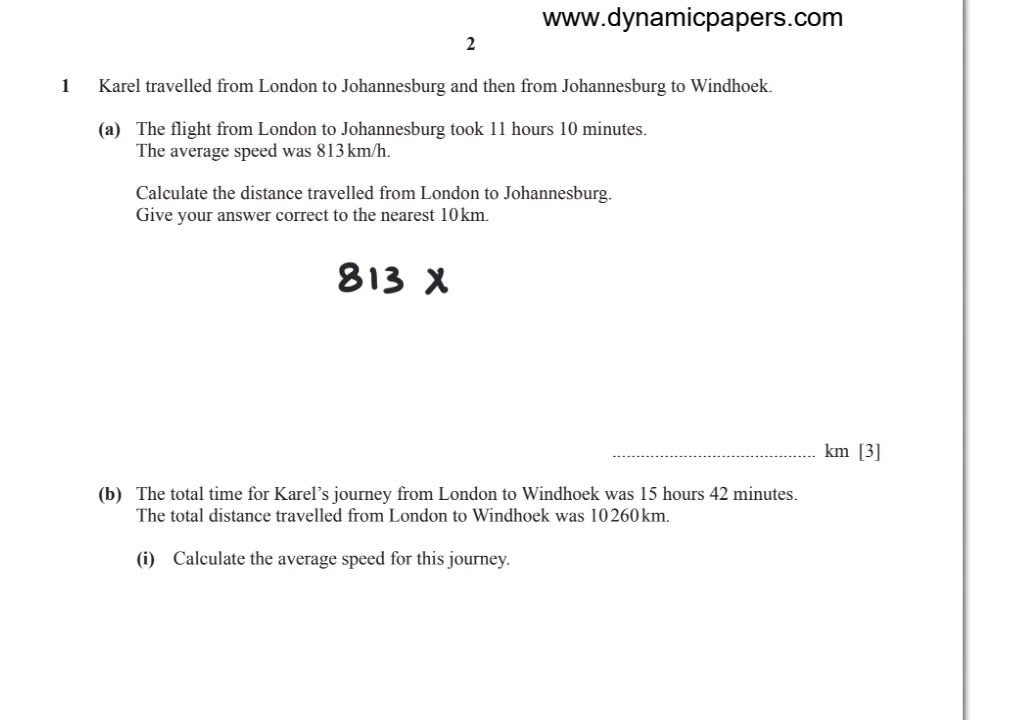 www.dynamicpapers.com
2
1 Karel travelled from London to Johannesburg and then from Johannesburg to Windhoek.
(a) The flight from London to Johannesburg took 11 hours 10 minutes.
The average speed was 813 km/h.
Calculate the distance travelled from London to Johannesburg.
Give your answer correct to the nearest 10 km.
813 x
.............................................. km [3]
(b) The total time for Karel's journey from London to Windhoek was 15 hours 42 minutes.
The total distance travelled from London to Windhoek was 10 260 km.
(i) Calculate the average speed for this journey.